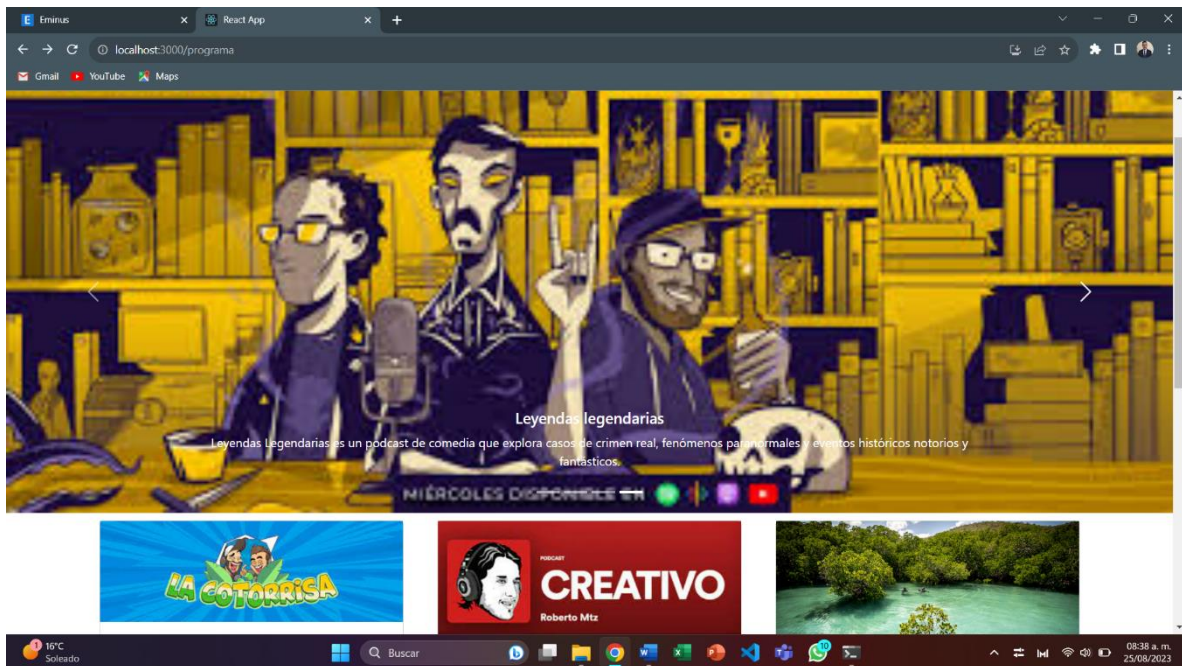 Eminus
React App
localhost:3000/programa
Gmail
YouTube
Maps
Leyendas legendarias
Leyendas Legendarias es un podcast de comedia que explora casos de crimen real, fenómenos paranormales y eventos históricos notorios y
fantásticos.
MIÉRCOLES DISPONIBLE EN
LA COTORRISA
PODCAST
CREATIVO
Roberto Mtz
1
16°C
Soleado
Buscar
10
08:38 a. m.
25/08/2023